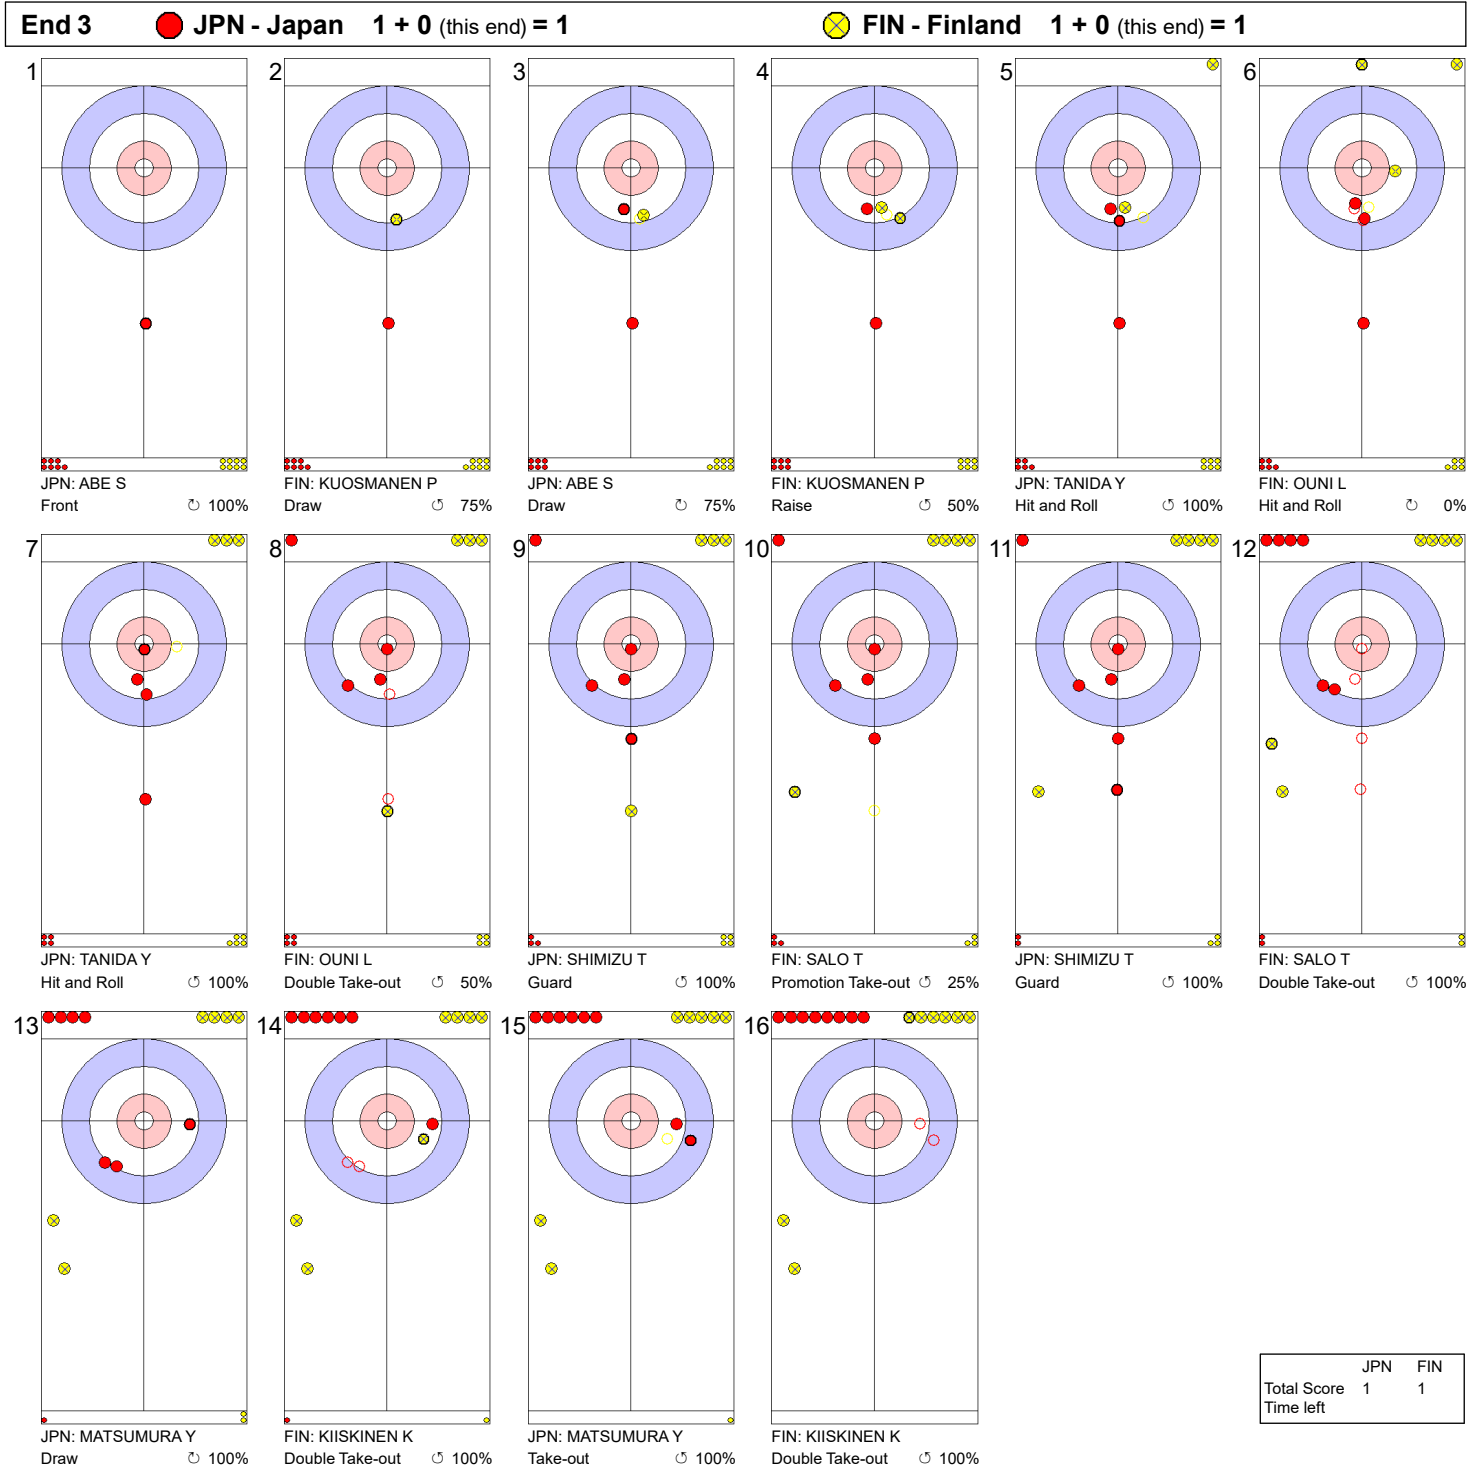 End 3 JPN - Japan 1 + 0 (this end) = 1 FIN - Finland 1 + 0 (this end) = 1
1 2 3 4 5 6
JPN: ABE S FIN: KUOSMANEN P JPN: ABE S FIN: KUOSMANEN P JPN: TANIDA Y FIN: OUNI L
Front ↻ 100% Draw ↺ 75% Draw ↻ 75% Raise ↺ 50% Hit and Roll ↺ 100% Hit and Roll ↻ 0%
7 8 9 10 11 12
JPN: TANIDA Y FIN: OUNI L JPN: SHIMIZU T FIN: SALO T JPN: SHIMIZU T FIN: SALO T
Hit and Roll ↺ 100% Double Take-out ↺ 50% Guard ↺ 100% Promotion Take-out ↺ 25% Guard ↺ 100% Double Take-out ↺ 100%
13 14 15 16
JPN: MATSUMURA Y FIN: KIISKINEN K JPN: MATSUMURA Y FIN: KIISKINEN K
Draw ↻ 100% Double Take-out ↺ 100% Take-out ↺ 100% Double Take-out ↺ 100%
JPN FIN
Total Score 1 1
Time left